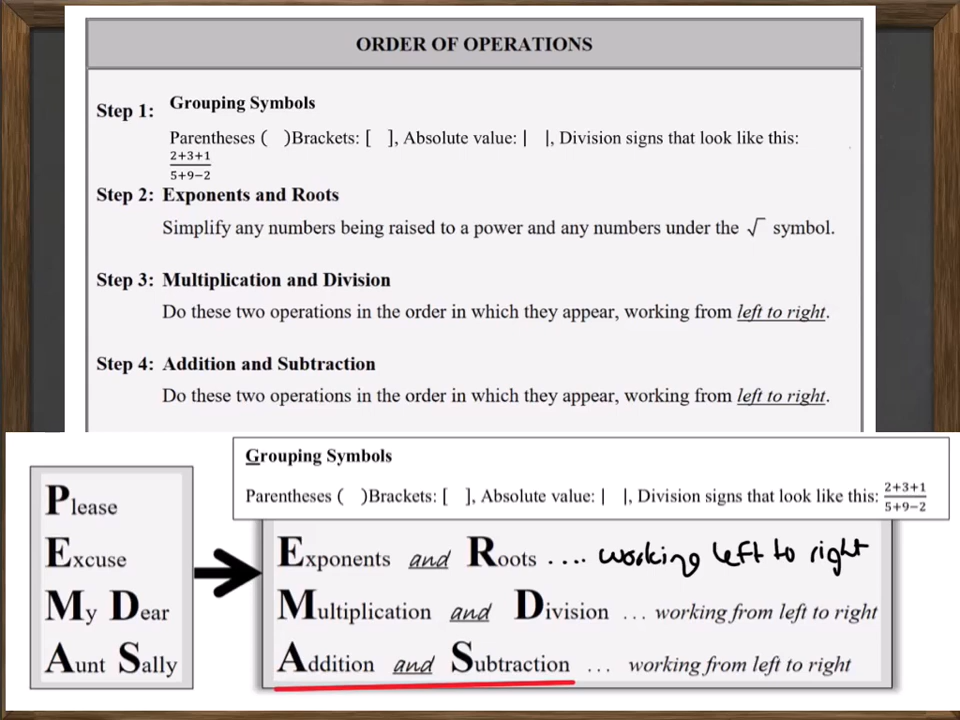 ORDER OF OPERATIONS
Step 1: Grouping Symbols
Parentheses ( )Brackets: [ ], Absolute value: | |, Division signs that look like this:
2+3+1
5+9−2
Step 2: Exponents and Roots
Simplify any numbers being raised to a power and any numbers under the √ symbol.
Step 3: Multiplication and Division
Do these two operations in the order in which they appear, working from left to right.
Step 4: Addition and Subtraction
Do these two operations in the order in which they appear, working from left to right.
Please
Excuse
My Dear
Aunt Sally
Grouping Symbols
Parentheses ( )Brackets: [ ], Absolute value: | |, Division signs that look like this: 2+3+1
5+9−2
Exponents and Roots .... working left to right
Multiplication and Division ... working from left to right
Addition and Subtraction ... working from left to right